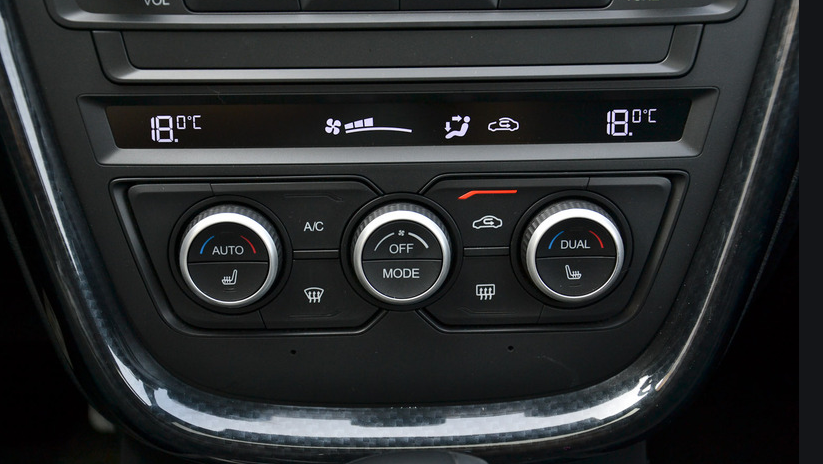 VOL
18.0°C
18.0°C
A/C
AUTO
OFF
MODE
DUAL